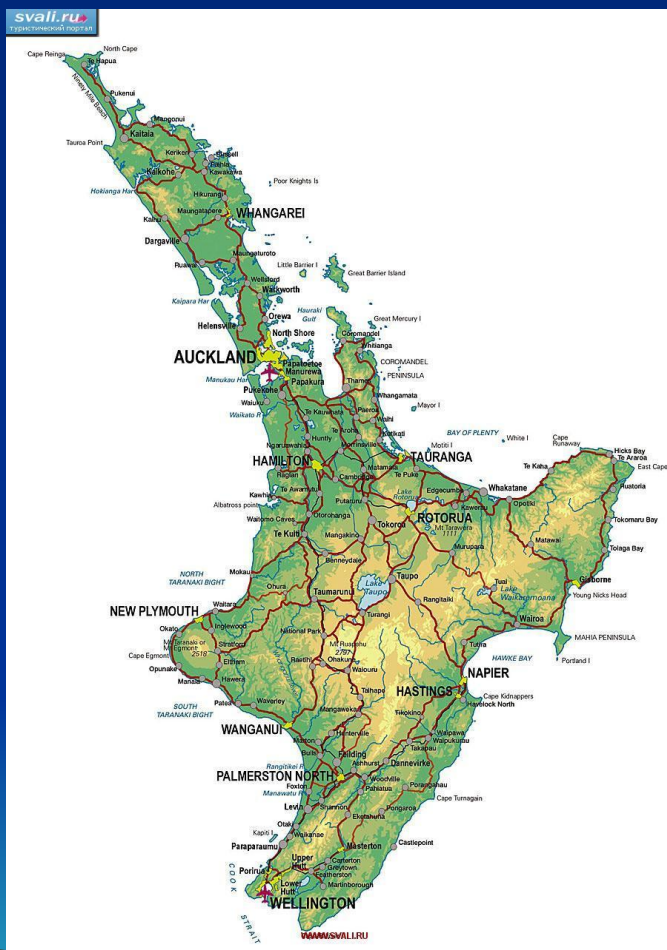 svali.ru
туристический портал
North Cape
Cape Reinga
Te Hapua
Ninety Mile Beach
Pukenui
Mangonui
Kaitaia
Tauroa Point
Kerikeri
Russell
Paihia
Kaikohe
Kawakawa
Poor Knights Is
Hokianga Har
Hikurangi
Maungatapere
WHANGAREI
Kaihu
Dargaville
Maungaturoto
Ruawai
Little Barrier I
Great Barrier Island
Wellsford
Warkworth
Kaipara Har
Hauraki
Gulf
Orewa
Great Mercury I
Helensville
North Shore
Coromandel
Whitianga
AUCKLAND
Papatoetoe
COROMANDEL
PENINSULA
Manurewa
Manukau Har
Papakura
Thames
Pukekohe
Whangamata
Waiuku
Mayor I
Waikato R
Te Kauwhata
Paeroa
Waihi
Te Aroha
Katikati
BAY OF PLENTY
Huntly
White I
Cape
Runaway
Ngaruawahia
Morrinsville
Motiti I
Hicks Bay
Te Araroa
HAMILTON
TAURANGA
East Cape
Matamata
Te Kaha
Raglan
Cambridge
Te Puke
Ruatoria
Te Awamutu
Lake
Rotorua
Edgecumbe
Whakatane
Kawhia
Putaruru
Opotiki
Albatross point
Kawerau
Otorohanga
ROTORUA
Waitomo Caves
Tokoroa
Mt Tarawera
1111
Tokomaru Bay
Te Kuiti
Mangakino
Matawai
Murupara
Tolaga Bay
Benneydale
NORTH
TARANAKI BIGHT
Mokau
Taupo
Tuai
Gisborne
Ohura
Lake
Taupo
Lake
Waikaremoana
Taumarunui
Young Nicks Head
Rangitaiki
Waitara
NEW PLYMOUTH
Turangi
Wairoa
Okato
Inglewood
National Park
MAHIA PENINSULA
Mt Taranaki or
Mt Egmont
2518
Stratford
Mt Ruapehu
2797
Tutira
Cape Egmont
Raetihi
Ohakune
HAWKE BAY
Portland I
Eltham
Waiouru
Opunake
NAPIER
Manaia
Hawera
Taihape
HASTINGS
Cape Kidnappers
Havelock North
Patea
Waverley
SOUTH
TARANAKI BIGHT
Mangaweka
Tikokino
WANGANUI
Hunterville
Waipawa
Waipukurau
Marton
Takapau
Bulls
Feilding
Rangitikei R
Ashhurst
Dannevirke
PALMERSTON NORTH
Woodville
Foxton
Pahiatua
Porangahau
Manawatu R
Cape Turnagain
Levin
Shannon
Pongaroa
Eketahuna
Otaki
Kapiti I
Waikanae
Castlepoint
Paraparaumu
Masterton
Upper
Hutt
Carterton
Greytown
Porirua
Featherston
Lower
Hutt
Martinborough
COOK
STRAIT
WELLINGTON
WWW.SVALI.RU